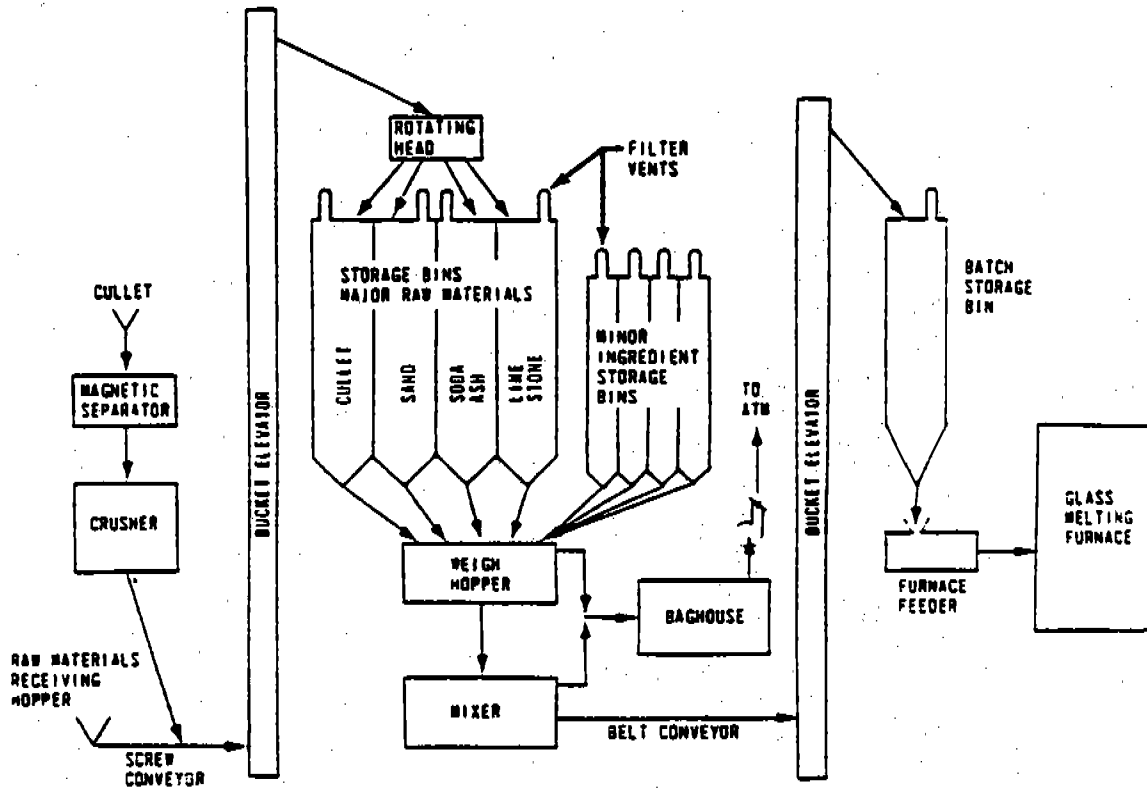 ROTATING
HEAD
FILTER
VENTS
STORAGE BINS
MAJOR RAW MATERIALS
CULLET
SAND
SODA
ASH
LIME
STONE
MINOR
INGREDIENT
STORAGE
BINS
CULLET
MAGNETIC
SEPARATOR
CRUSHER
RAW MATERIALS
RECEIVING
HOPPER
SCREW
CONVEYOR
BUCKET ELEVATOR
WEIGH
HOPPER
MIXER
BAGHOUSE
TO
ATM
BELT CONVEYOR
BUCKET ELEVATOR
BATCH
STORAGE
BIN
FURNACE
FEEDER
GLASS
MELTING
FURNACE